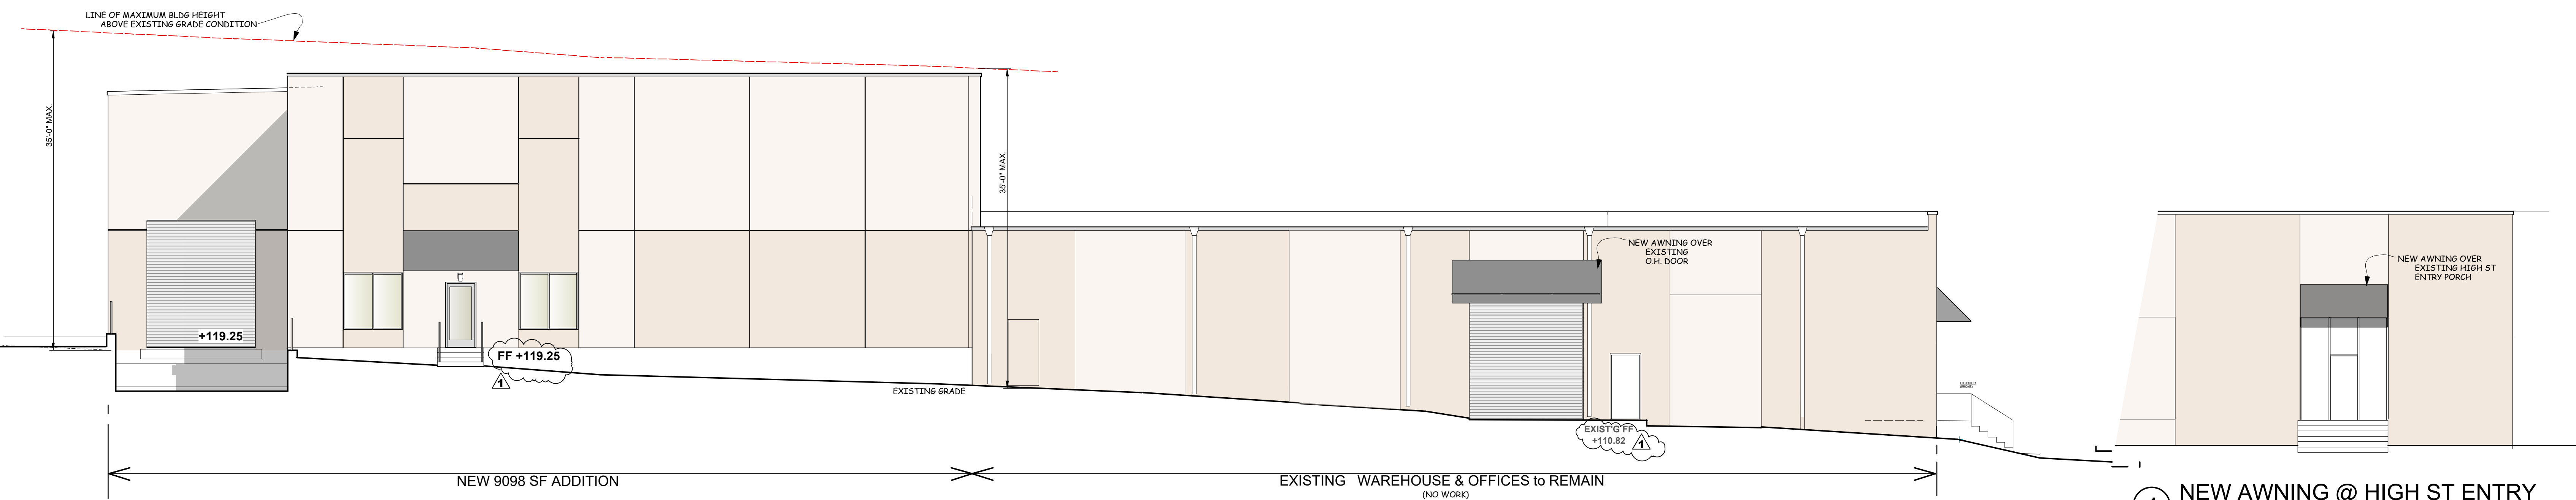 LINE OF MAXIMUM BLDG HEIGHT
ABOVE EXISTING GRADE CONDITION
35'-0" MAX.
35'-0" MAX.
+119.25
FF +119.25
1
EXISTING GRADE
NEW AWNING OVER
EXISTING
O.H. DOOR
EXIST'G FF
+110.82
1
NEW AWNING OVER
EXISTING HIGH ST
ENTRY PORCH
NEW 9098 SF ADDITION
EXISTING WAREHOUSE & OFFICES to REMAIN
(NO WORK)
NEW AWNING @ HIGH ST ENTRY